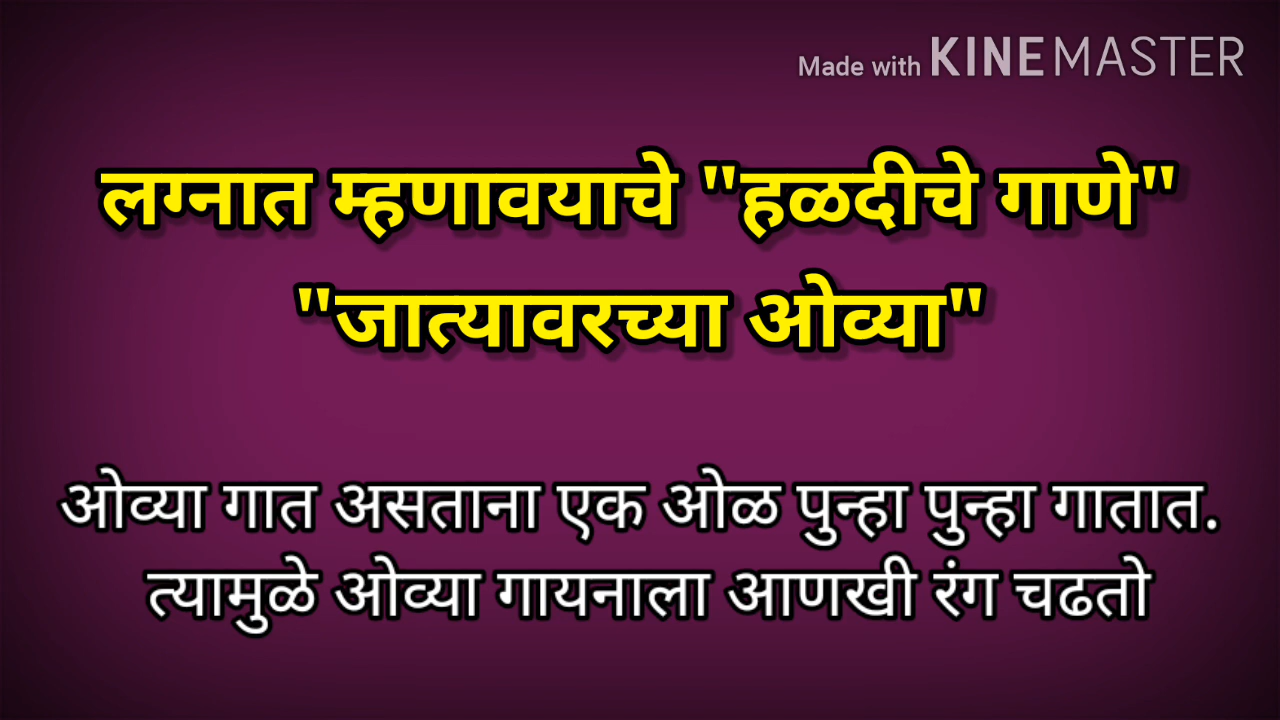 Made with KINEMASTER
लग्नात म्हणावयाचे "हळदीचे गाणे"
"जात्यावरच्या ओव्या"
ओव्या गात असताना एक ओळ पुन्हा पुन्हा गातात.
त्यामुळे ओव्या गायनाला आणखी रंग चढतो